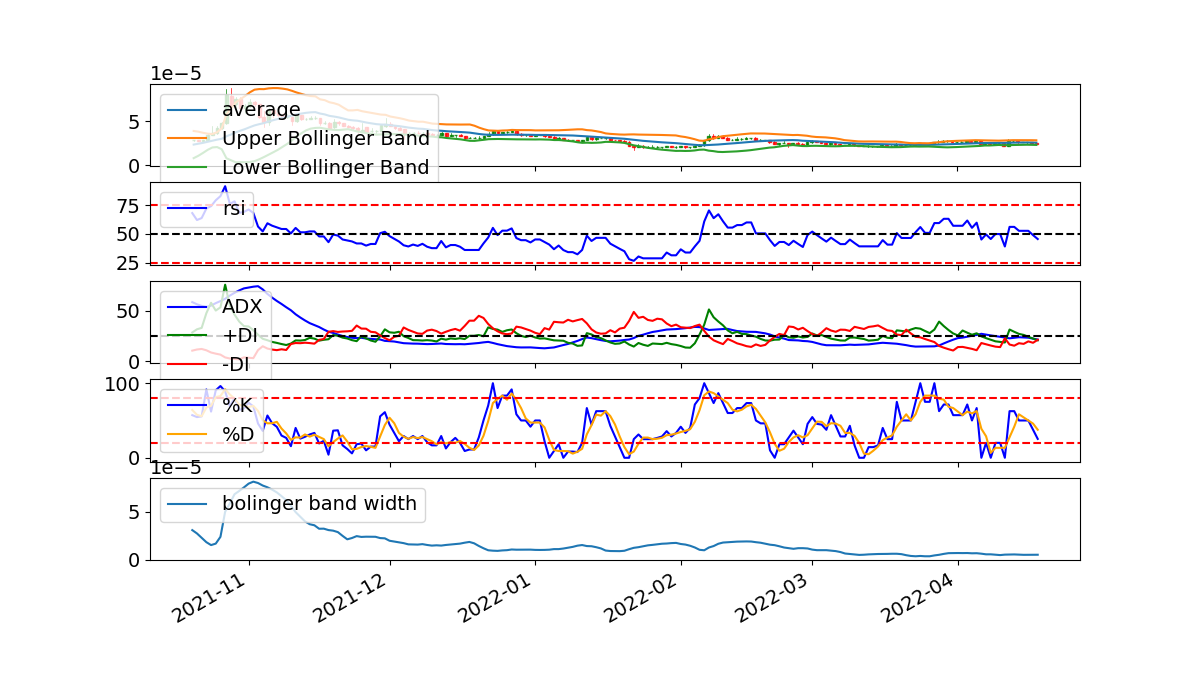 1e−5
5
0
average
Upper Bollinger Band
Lower Bollinger Band
75
50
25
rsi
50
0
ADX
+DI
-DI
100
0
%K
%D
1e−5
5
0
bolinger band width
2021-11
2021-12
2022-01
2022-02
2022-03
2022-04